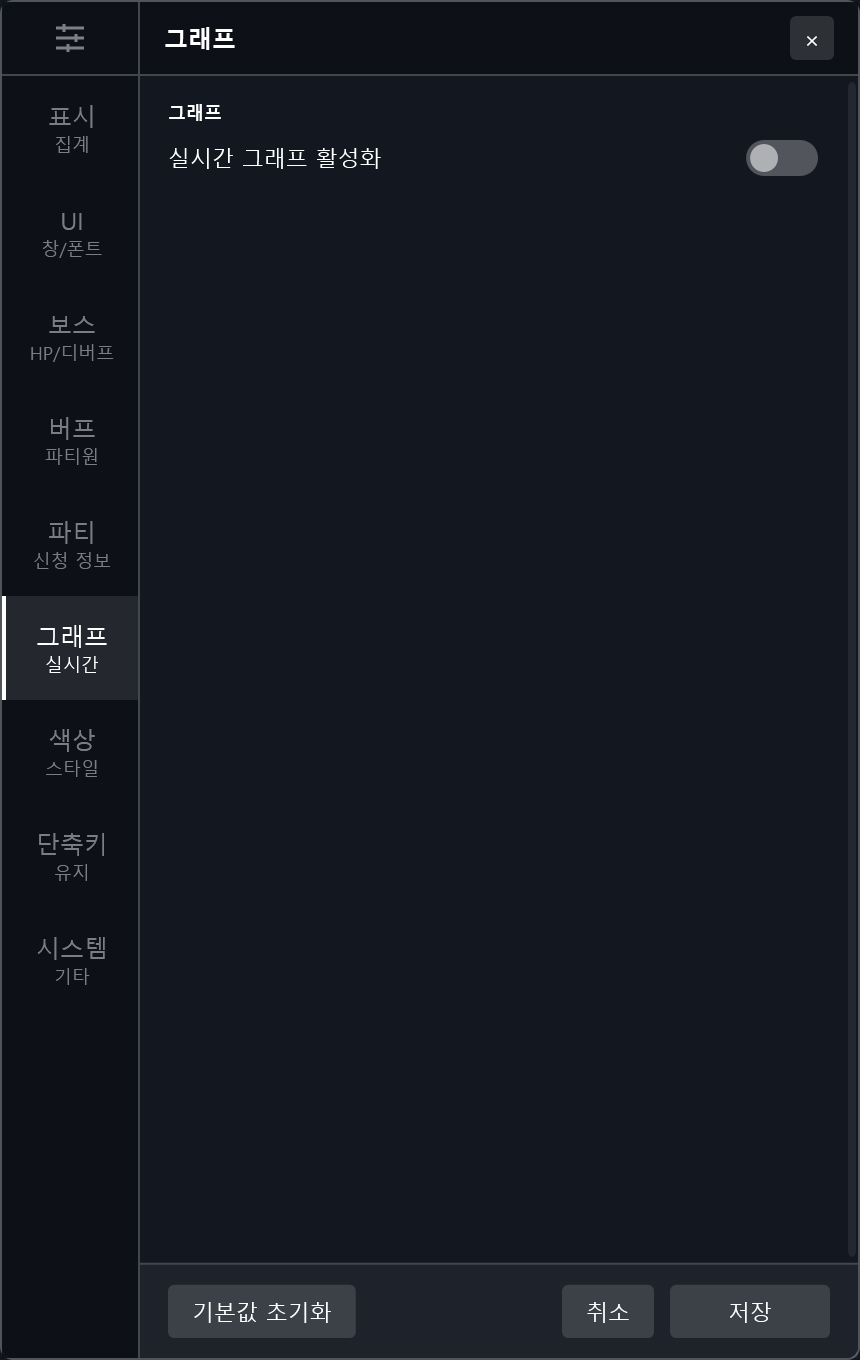 그래프
×
표시
집계
UI
창/폰트
보스
HP/디버프
버프
파티원
파티
신청 정보
그래프
실시간
색상
스타일
단축키
유지
시스템
기타
그래프
실시간 그래프 활성화
기본값 초기화
취소
저장